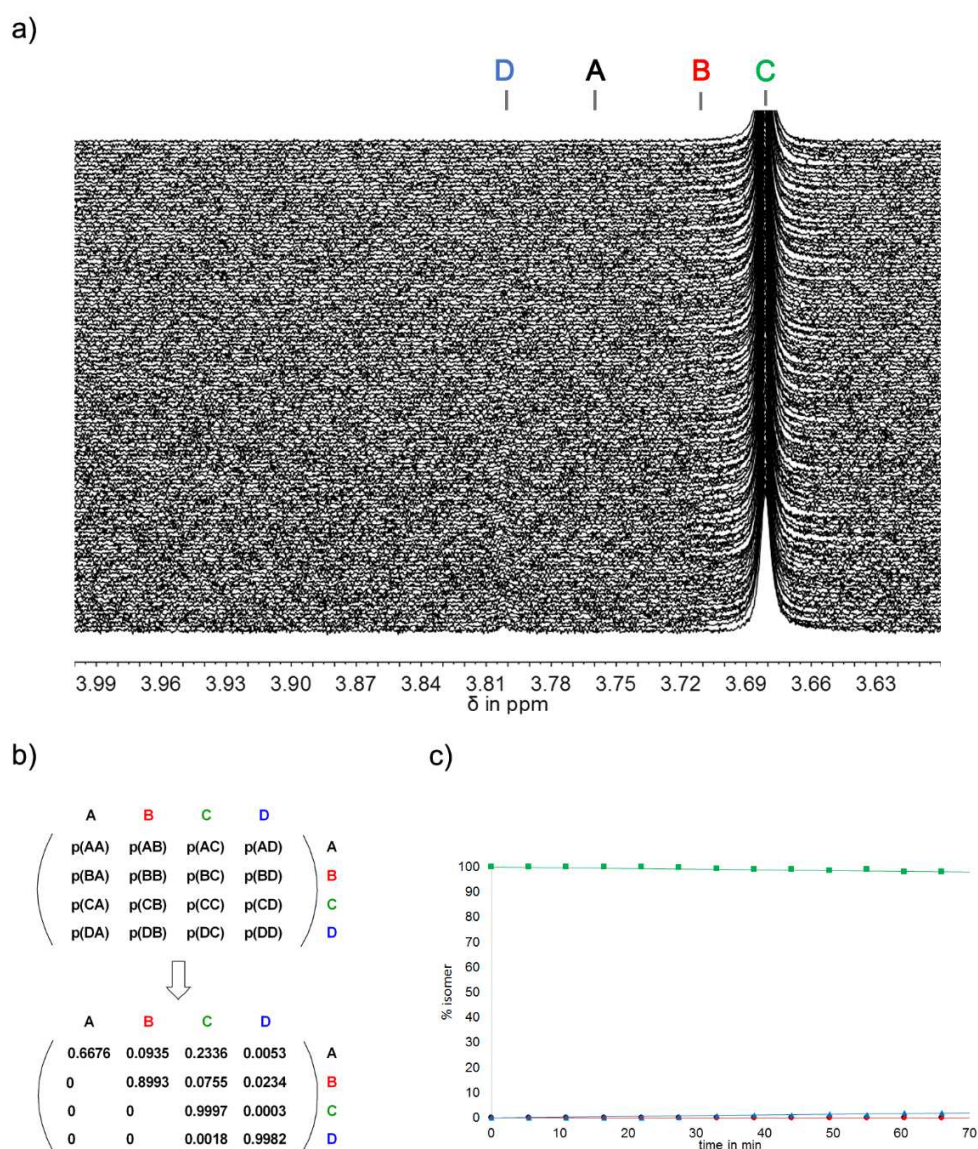 a)
D A B C
3.99 3.96 3.93 3.90 3.87 3.84 3.81 3.78 3.75 3.72 3.69 3.66 3.63
δ in ppm
b)
A B C D
p(AA) p(AB) p(AC) p(AD) A
p(BA) p(BB) p(BC) p(BD) B
p(CA) p(CB) p(CC) p(CD) C
p(DA) p(DB) p(DC) p(DD) D
A B C D
0.6676 0.0935 0.2336 0.0053 A
0 0.8993 0.0755 0.0234 B
0 0 0.9997 0.0003 C
0 0 0.0018 0.9982 D
c)
100
90
80
70
60
50
40
30
20
10
0
% isomer
0 10 20 30 40 50 60 70
time in min